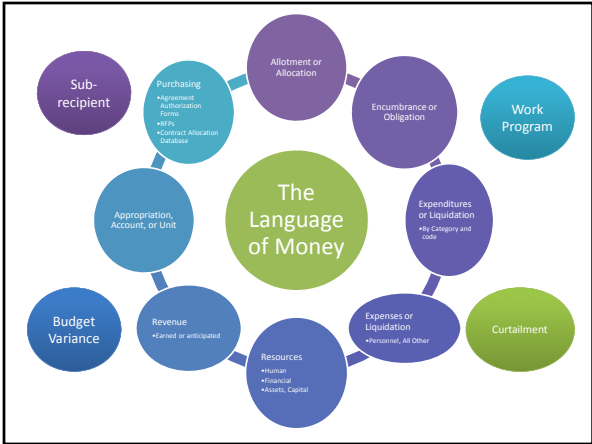 Sub-
recipient
Purchasing
•Agreement
Authorization
Forms
•RFPs
•Contract Allocation
Database
Allotment or
Allocation
Encumbrance or
Obligation
Work
Program
Appropriation,
Account, or Unit
The
Language
of Money
Expenditures
or Liquidation
•By Category and
code
Budget
Variance
Revenue
•Earned or anticipated
Resources
•Human
•Financial
•Assets, Capital
Expenses or
Liquidation
•Personnel, All Other
Curtailment